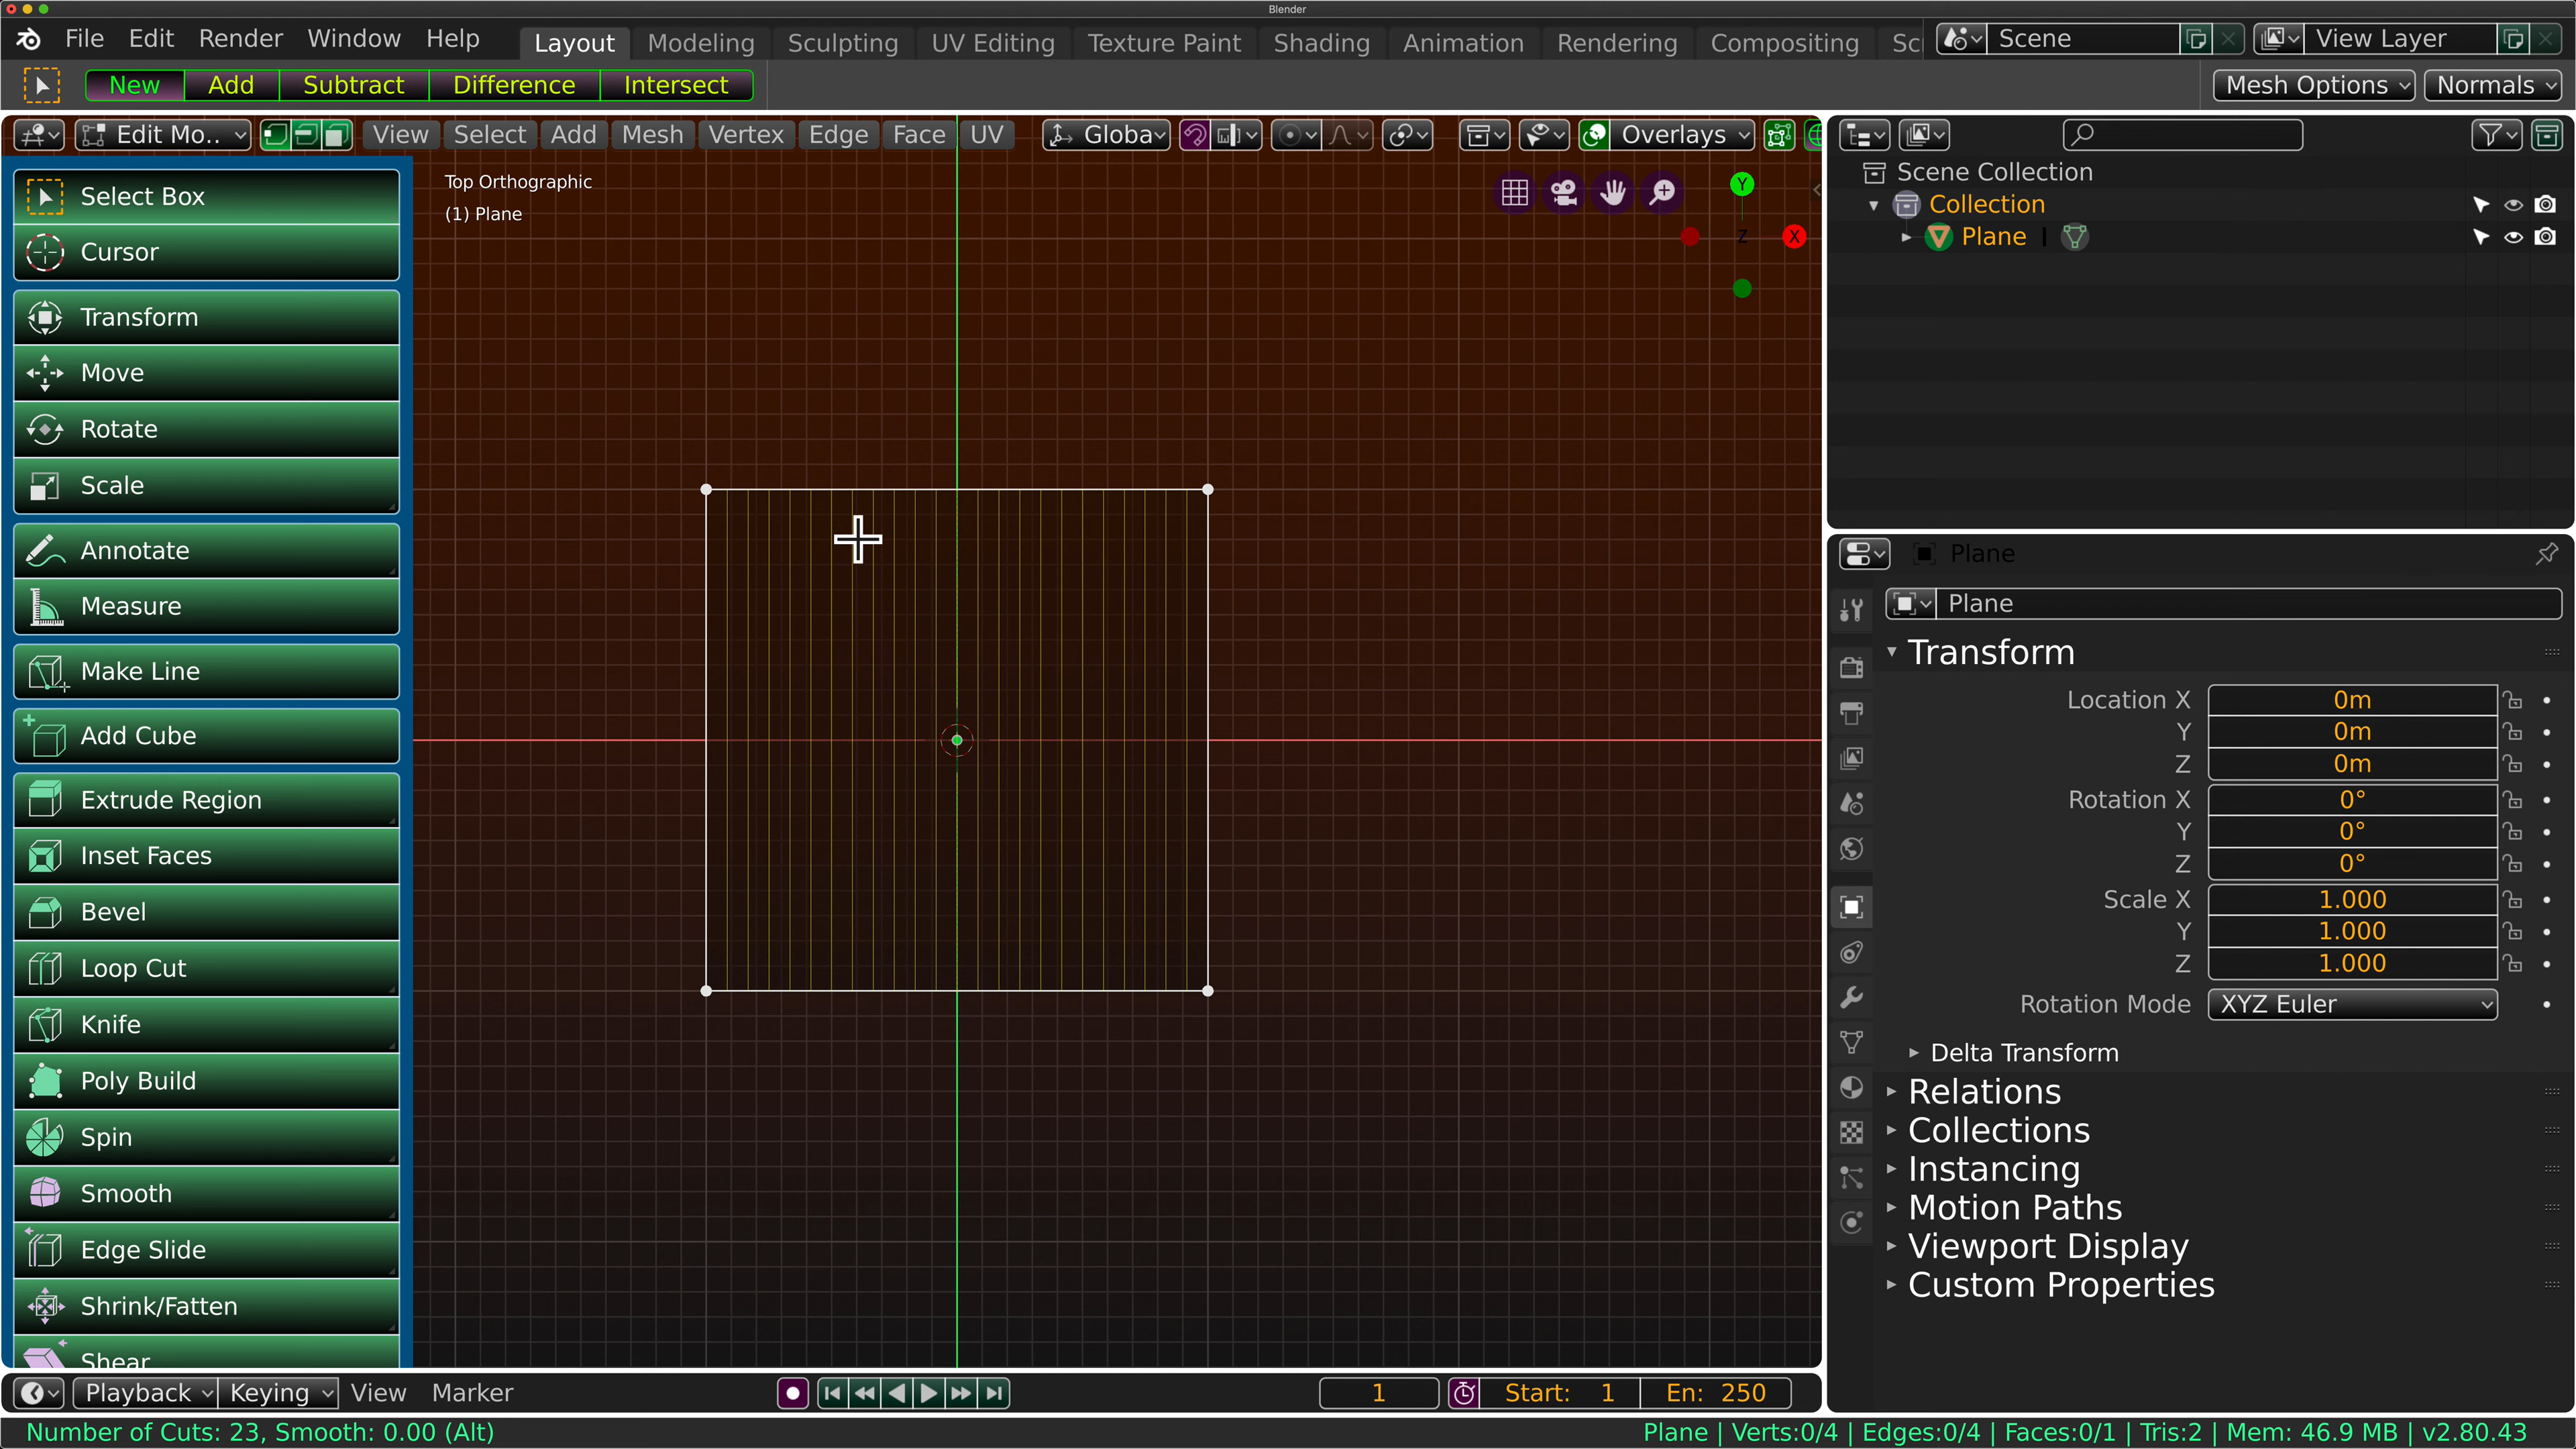 Blender
File Edit Render Window Help Layout Modeling Sculpting UV Editing Texture Paint Shading Animation Rendering Compositing Sc Scene View Layer
New Add Subtract Difference Intersect Mesh Options Normals
Edit Mo.. View Select Add Mesh Vertex Edge Face UV Globa Overlays
Top Orthographic
(1) Plane
Y
X
Z
Select Box
Cursor
Transform
Move
Rotate
Scale
Annotate
Measure
Make Line
Add Cube
Extrude Region
Inset Faces
Bevel
Loop Cut
Knife
Poly Build
Spin
Smooth
Edge Slide
Shrink/Fatten
Shear
Scene Collection
Collection
Plane
Plane
Plane
Transform
Location X 0m
Y 0m
Z 0m
Rotation X 0°
Y 0°
Z 0°
Scale X 1.000
Y 1.000
Z 1.000
Rotation Mode XYZ Euler
Delta Transform
Relations
Collections
Instancing
Motion Paths
Viewport Display
Custom Properties
Playback Keying View Marker 1 Start: 1 En: 250
Number of Cuts: 23, Smooth: 0.00 (Alt) Plane | Verts:0/4 | Edges:0/4 | Faces:0/1 | Tris:2 | Mem: 46.9 MB | v2.80.43